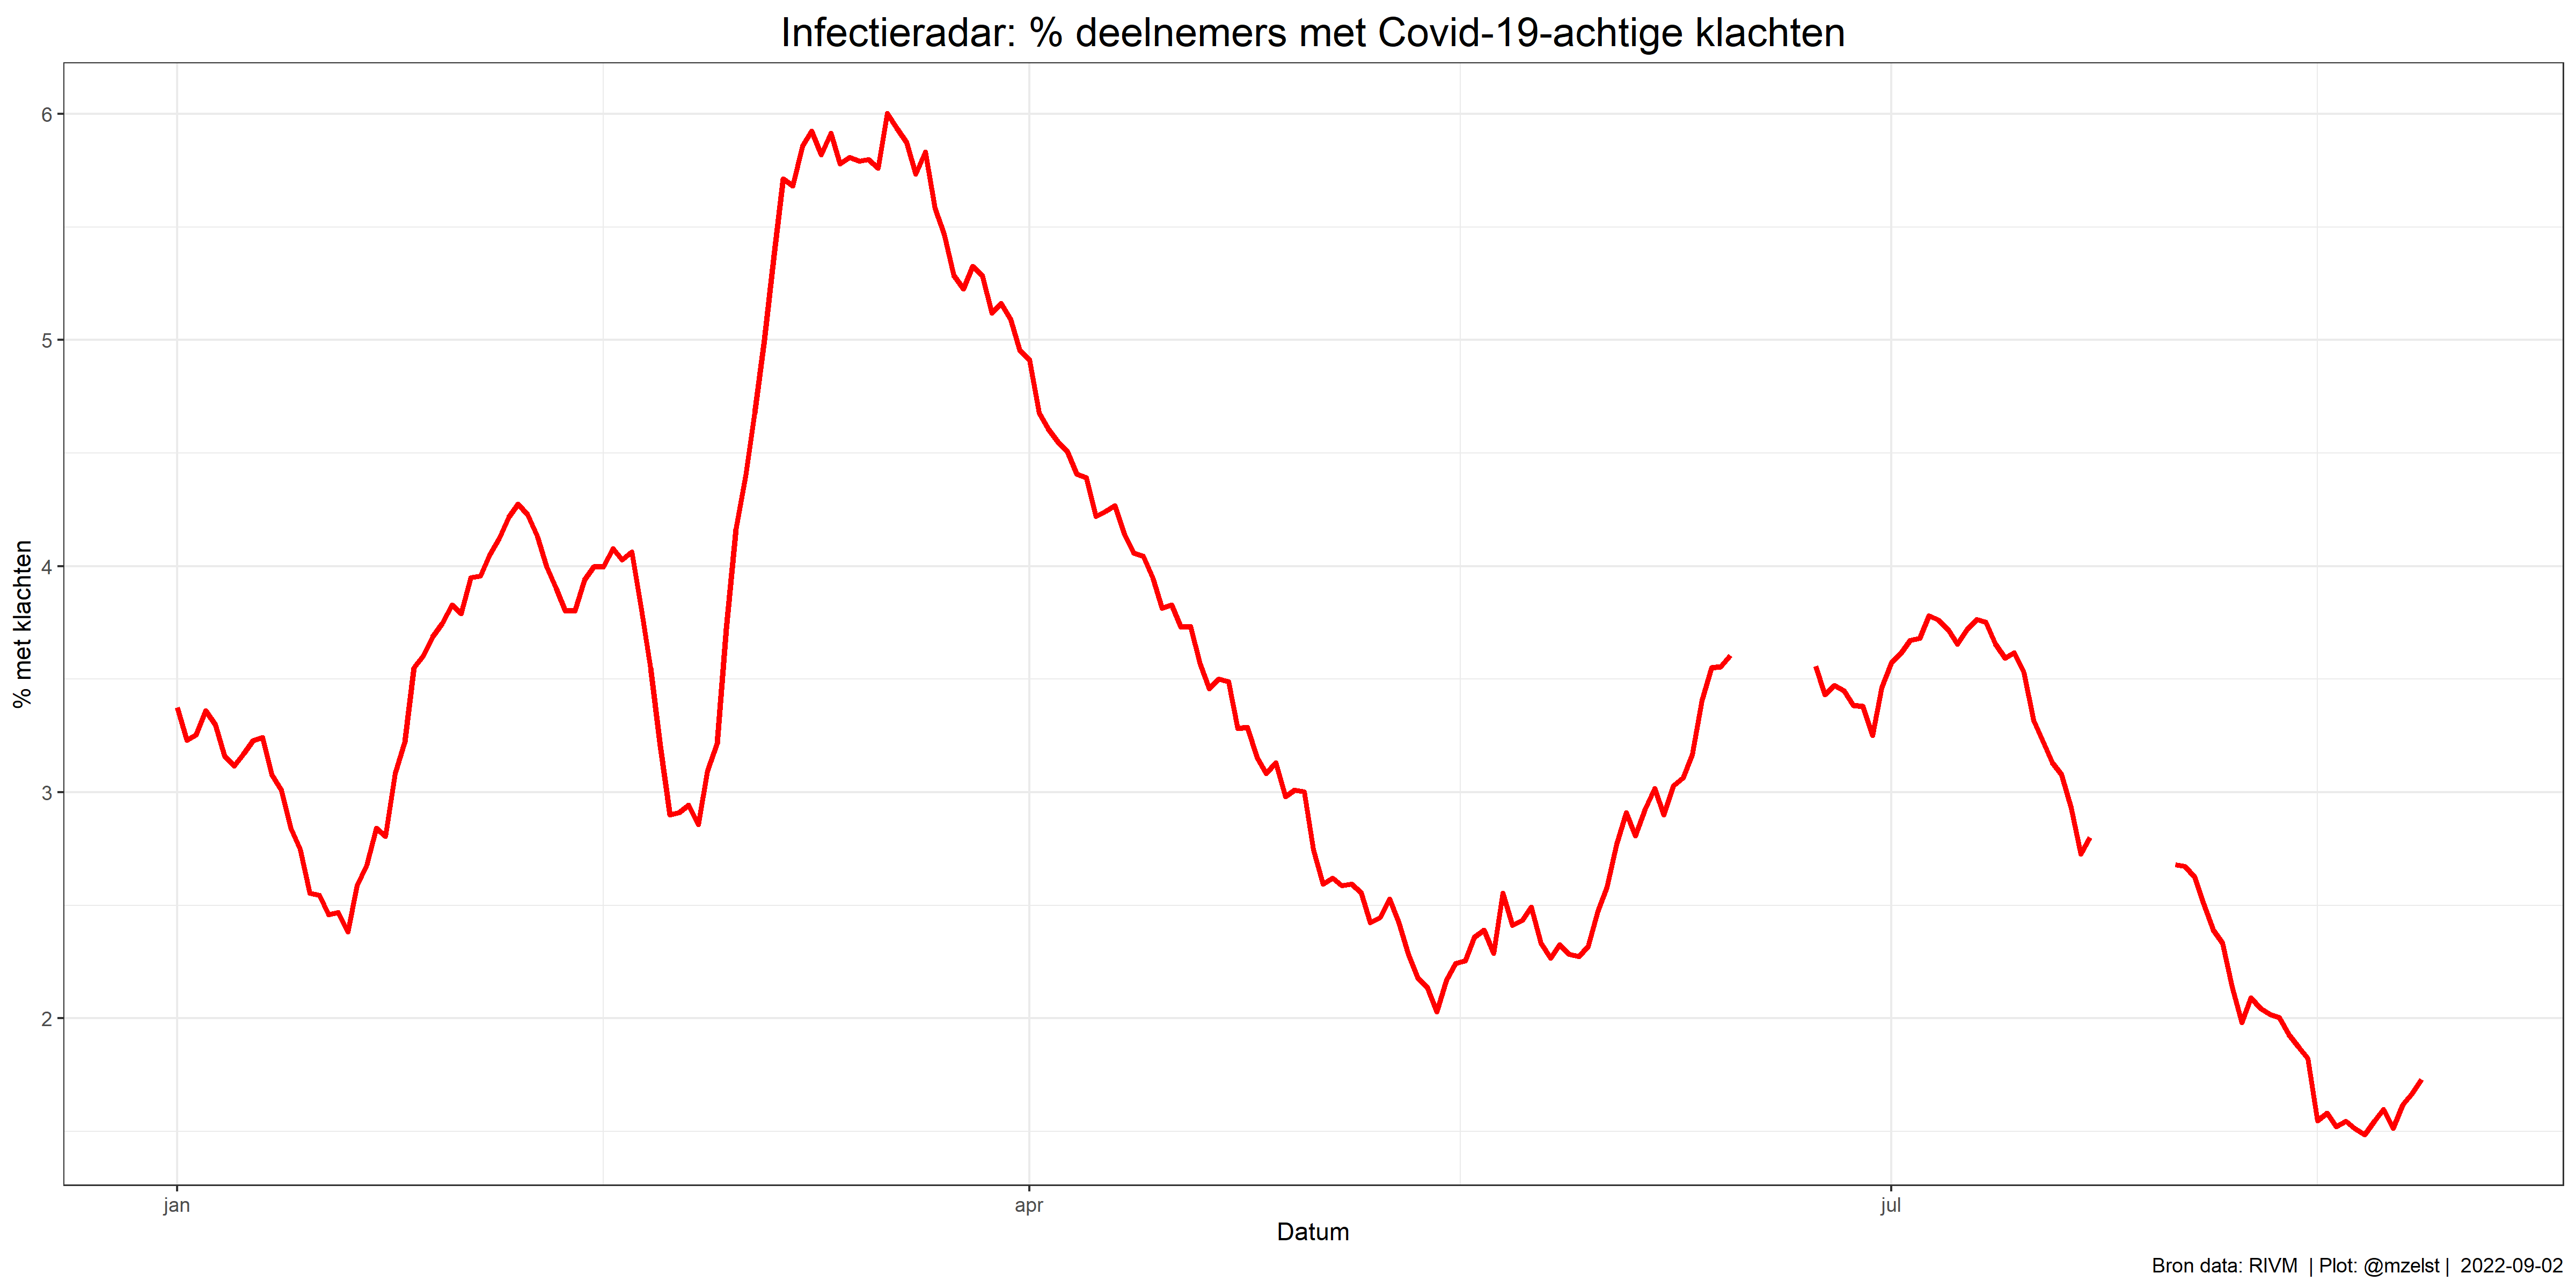 Infectieradar: % deelnemers met Covid-19-achtige klachten
% met klachten
6
5
4
3
2
jan
apr
jul
Datum
Bron data: RIVM | Plot: @mzelst | 2022-09-02